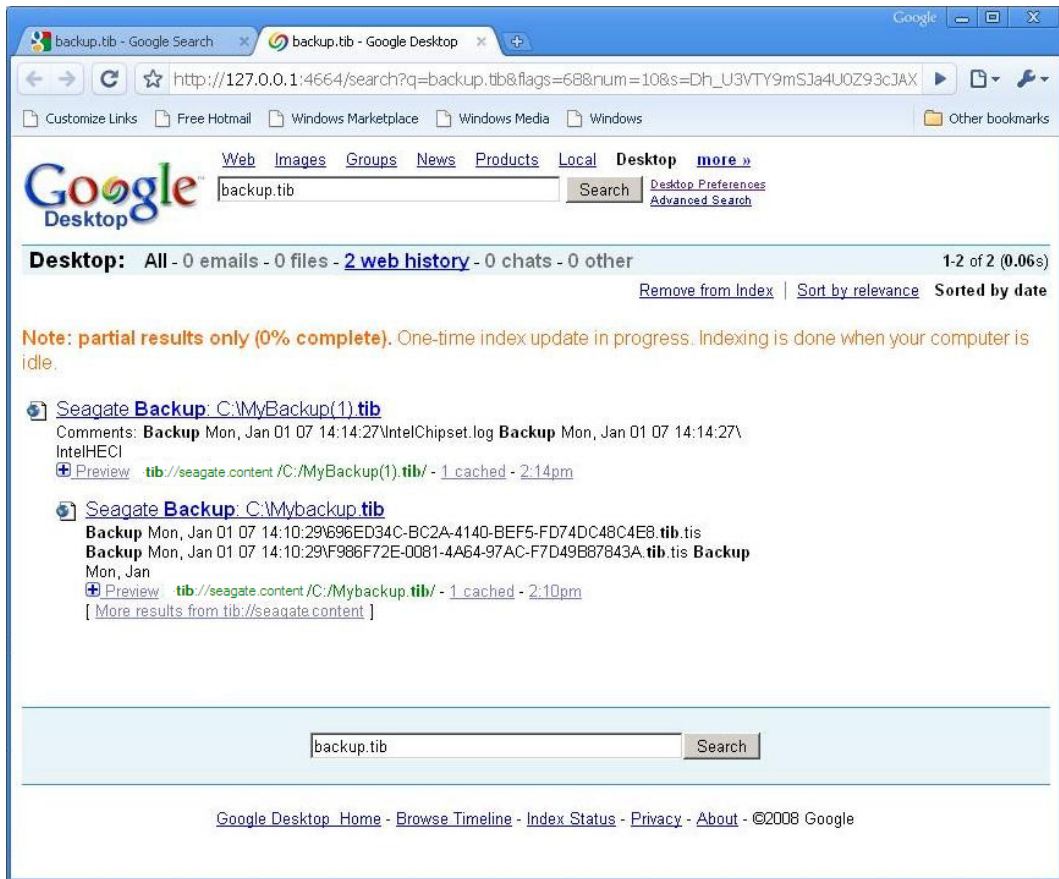 Google
backup.tib - Google Search
backup.tib - Google Desktop
http://127.0.0.1:4664/search?q=backup.tib&flags=68&num=10&s=Dh_U3VTY9mSJa4U0Z93cJAX
Customize Links Free Hotmail Windows Marketplace Windows Media Windows Other bookmarks
Web Images Groups News Products Local Desktop more »
Google™ Desktop
backup.tib Search Desktop Preferences
Advanced Search
Desktop: All - 0 emails - 0 files - 2 web history - 0 chats - 0 other 1-2 of 2 (0.06s)
Remove from Index | Sort by relevance Sorted by date
Note: partial results only (0% complete). One-time index update in progress. Indexing is done when your computer is
idle.
Seagate Backup: C:\MyBackup(1).tib
Comments: Backup Mon, Jan 01 07 14:14:27\IntelChipset.log Backup Mon, Jan 01 07 14:14:27\
IntelHECI
Preview tib://seagate.content /C:/MyBackup(1).tib/ - 1 cached - 2:14pm
Seagate Backup: C:\Mybackup.tib
Backup Mon, Jan 01 07 14:10:29\696ED34C-BC2A-4140-BEF5-FD74DC48C4E8.tib.tis
Backup Mon, Jan 01 07 14:10:29\F986F72E-0081-4A64-97AC-F7D49B87843A.tib.tis Backup
Mon, Jan
Preview tib://seagate.content /C:/Mybackup.tib/ - 1 cached - 2:10pm
[ More results from tib://seagate.content ]
backup.tib Search
Google Desktop Home - Browse Timeline - Index Status - Privacy - About - ©2008 Google